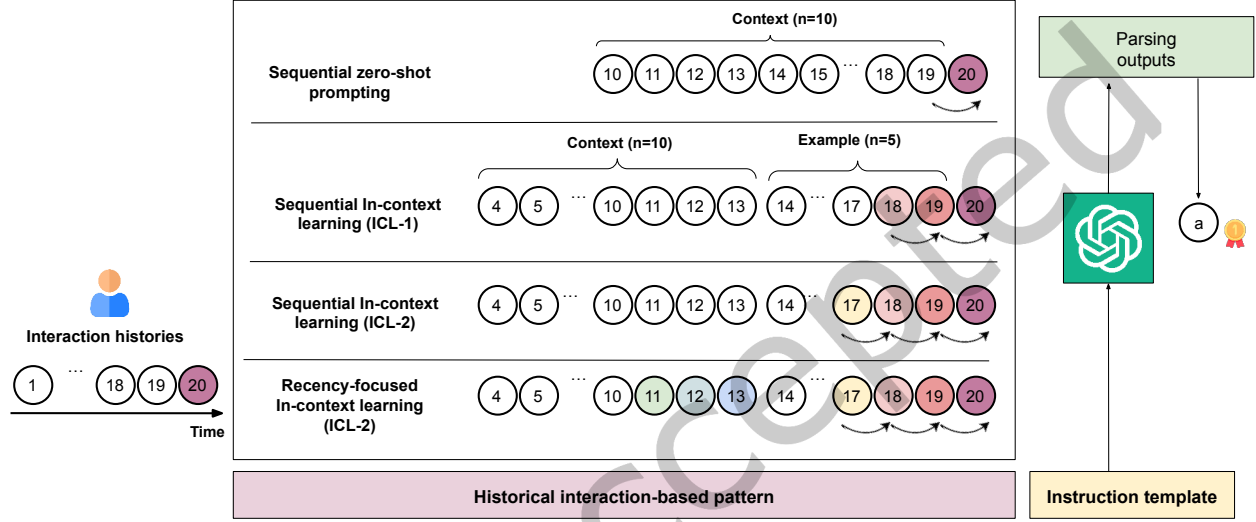 Context (n=10)
Sequential zero-shot
prompting
10 11 12 13 14 15 ... 18 19 20
Context (n=10)
Example (n=5)
Sequential In-context
learning (ICL-1)
4 5 ... 10 11 12 13 14 ... 17 18 19 20
Sequential In-context
learning (ICL-2)
4 5 ... 10 11 12 13 14 ... 17 18 19 20
Recency-focused
In-context learning
(ICL-2)
4 5 ... 10 11 12 13 14 ... 17 18 19 20
Interaction histories
1 ... 18 19 20
Time
Historical interaction-based pattern
Parsing
outputs
a
1
Instruction template
ccepted